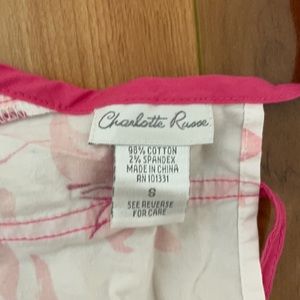 Charlotte Russe
98% COTTON
2% SPANDEX
MADE IN CHINA
RN 101331
S
SEE REVERSE
FOR CARE